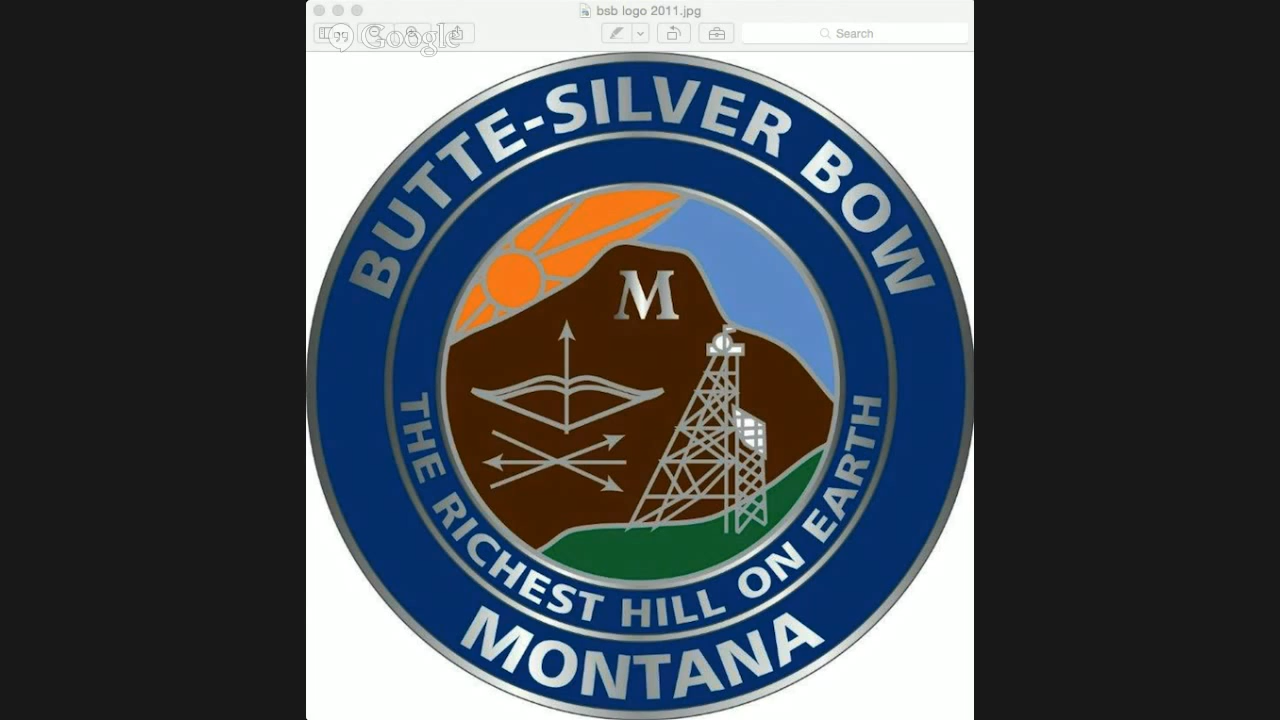 bsb logo 2011.jpg
Google
Search
BUTTE-SILVER BOW
M
THE RICHEST HILL ON EARTH
MONTANA